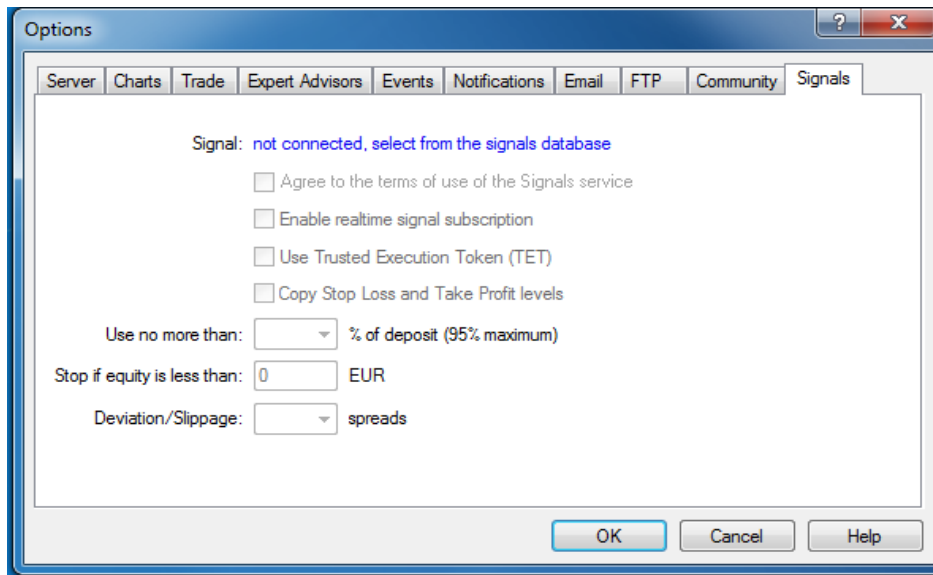 Options
Server Charts Trade Expert Advisors Events Notifications Email FTP Community Signals
Signal: not connected, select from the signals database
Agree to the terms of use of the Signals service
Enable realtime signal subscription
Use Trusted Execution Token (TET)
Copy Stop Loss and Take Profit levels
Use no more than: % of deposit (95% maximum)
Stop if equity is less than: 0 EUR
Deviation/Slippage: spreads
OK Cancel Help